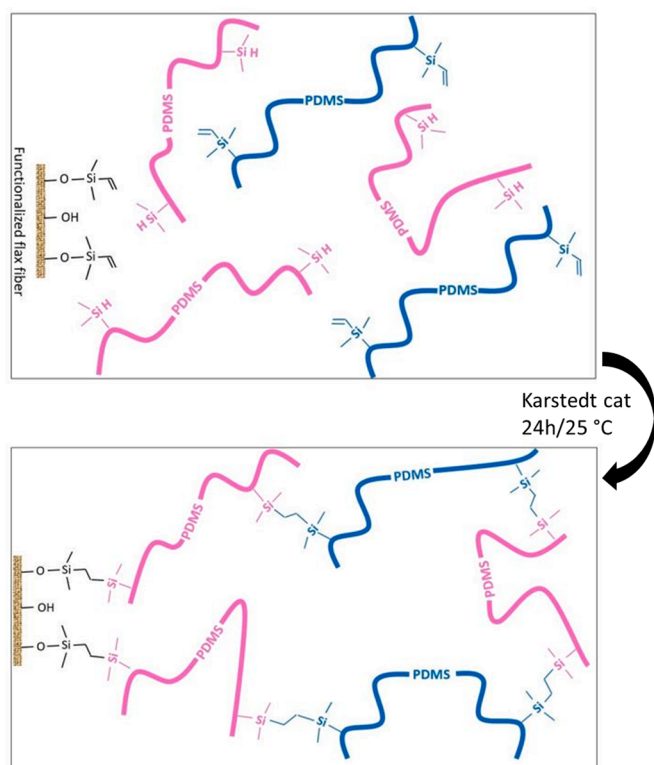 Si H
PDMS
H Si
PDMS
Si
Si
Functionalized flax fiber
O Si
OH
O Si
Si H
PDMS
Si H
Si H
PDMS
Si H
PDMS
Si
Si
Karstedt cat
24h/25 °C
O Si Si
OH
O Si Si
PDMS
Si Si
PDMS
Si
Si
PDMS
PDMS
Si Si
PDMS
Si
Si